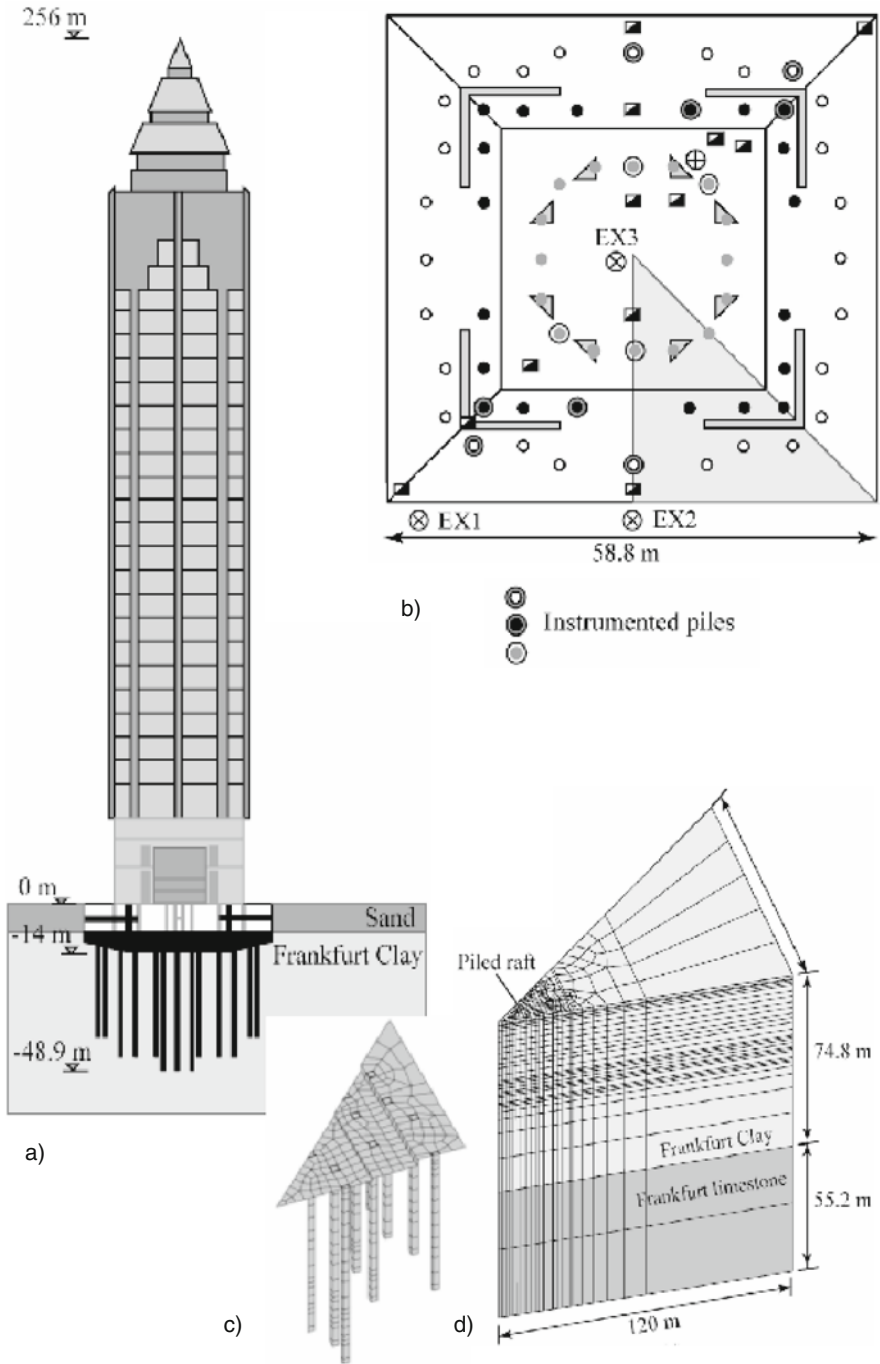 256 m
0 m
Sand
-14 m
Frankfurt Clay
-48.9 m
a)
EX3
EX1
EX2
58.8 m
b)
Instrumented piles
c)
Piled raft
74.8 m
Frankfurt Clay
Frankfurt limestone
55.2 m
120 m
d)